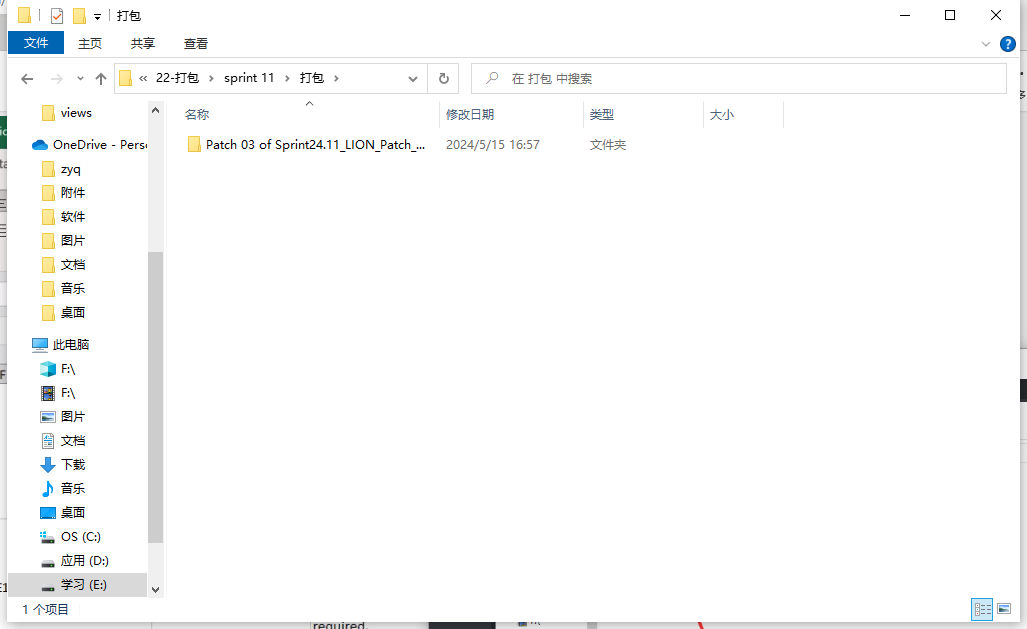 打包
文件 主页 共享 查看
« 22-打包 › sprint 11 › 打包 ›
在 打包 中搜索
名称 修改日期 类型 大小
Patch 03 of Sprint24.11_LION_Patch_... 2024/5/15 16:57 文件夹
views
OneDrive - Perso
zyq
附件
软件
图片
文档
音乐
桌面
此电脑
F:\
F:\
图片
文档
下载
音乐
桌面
OS (C:)
应用 (D:)
学习 (E:)
1 个项目
required.